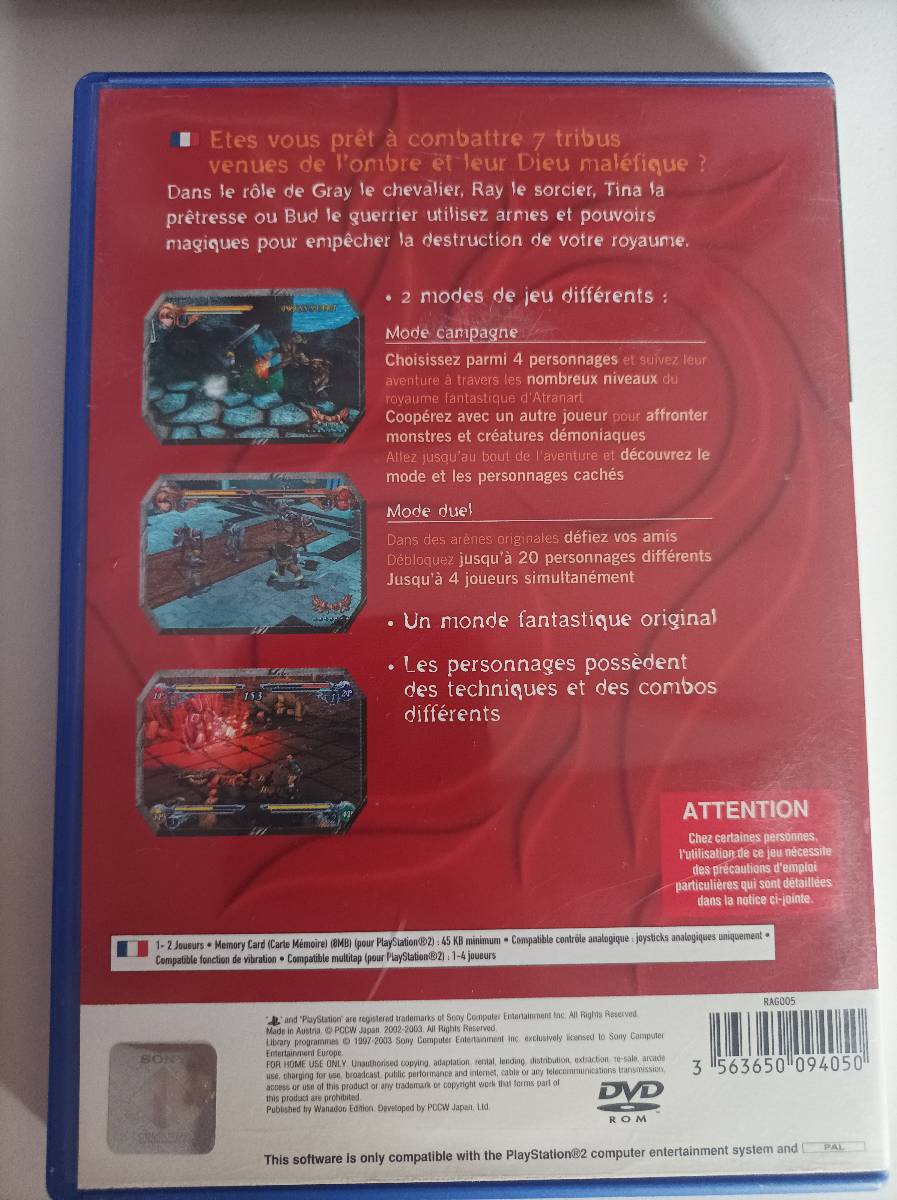 Etes vous prêt à combattre 7 tribus
venues de l'ombre et leur Dieu maléfique ?
Dans le rôle de Gray le chevalier, Ray le sorcier, Tina la
prêtresse ou Bud le guerrier utilisez armes et pouvoirs
magiques pour empêcher la destruction de votre royaume.
• 2 modes de jeu différents :
Mode campagne
Choisissez parmi 4 personnages et suivez leur
aventure à travers les nombreux niveaux du
royaume fantastique d'Atranart
Coopérez avec un autre joueur pour affronter
monstres et créatures démoniaques
Allez jusqu'au bout de l'aventure et découvrez le
mode et les personnages cachés
Mode duel
Dans des arènes originales défiez vos amis
Débloquez jusqu'à 20 personnages différents
Jusqu'à 4 joueurs simultanément
• Un monde fantastique original
• Les personnages possèdent
des techniques et des combos
différents
1P
153
2P
4P
ATTENTION
Chez certaines personnes,
l'utilisation de ce jeu nécessite
des précautions d'emploi
particulières qui sont détaillées
dans la notice ci-jointe.
1- 2 Joueurs • Memory Card (Carte Mémoire) (8MB) (pour PlayStation®2) : 45 KB minimum • Compatible contrôle analogique : joysticks analogiques uniquement •
Compatible fonction de vibration • Compatible multitap (pour PlayStation®2) : 1-4 joueurs
RAG005
" " and "PlayStation" are registered trademarks of Sony Computer Entertainment Inc. All Rights Reserved.
Made in Austria. © PCCW Japan. 2002-2003. All Rights Reserved.
Library programmes © 1997-2003 Sony Computer Entertainment Inc. exclusively licensed to Sony Computer
Entertainment Europe.
FOR HOME USE ONLY. Unauthorised copying, adaptation, rental, lending, distribution, extraction, re-sale, arcade
use, charging for use, broadcast, public performance and internet, cable or any telecommunications transmission,
access or use of this product or any trademark or copyright work that forms part of
this product are prohibited.
Published by Wanadoo Edition. Developed by PCCW Japan, Ltd.
3 563650 094050
SONY
DVD
ROM
This software is only compatible with the PlayStation®2 computer entertainment system and PAL